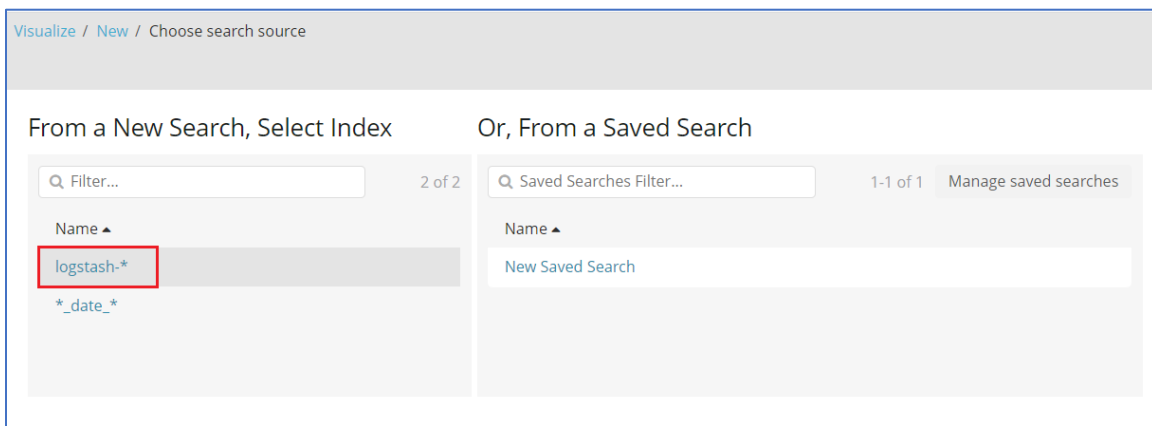 Visualize / New / Choose search source
From a New Search, Select Index
Filter...
2 of 2
Name
logstash-*
*_date_*
Or, From a Saved Search
Saved Searches Filter...
1-1 of 1
Manage saved searches
Name
New Saved Search